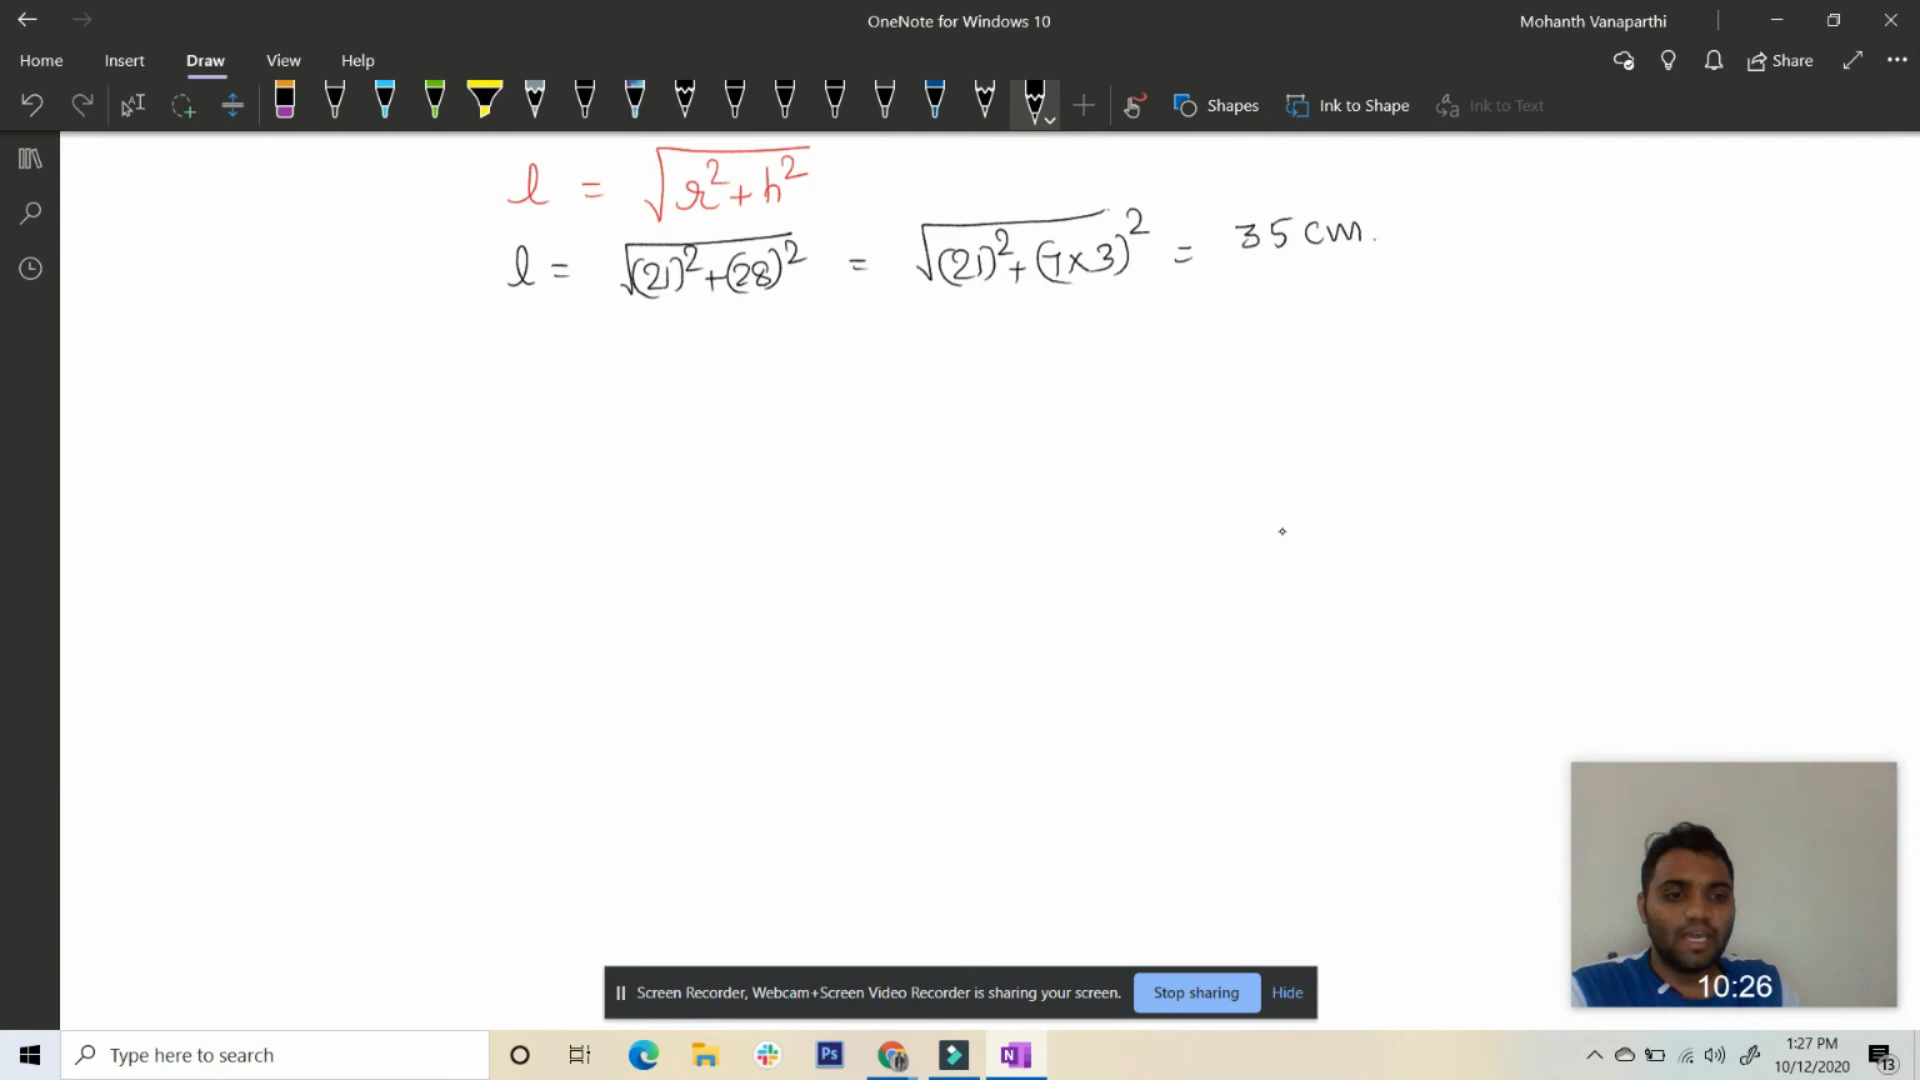 OneNote for Windows 10
Mohanth Vanaparthi
Home Insert Draw View Help
Share
Shapes Ink to Shape Ink to Text
l = √(r²+h²)
l = √((21)²+(28)²) = √((21)²+(7×3)²) = 35 cm.
10:26
Screen Recorder, Webcam+Screen Video Recorder is sharing your screen. Stop sharing Hide
Type here to search
Ps
N
1:27 PM
10/12/2020
13